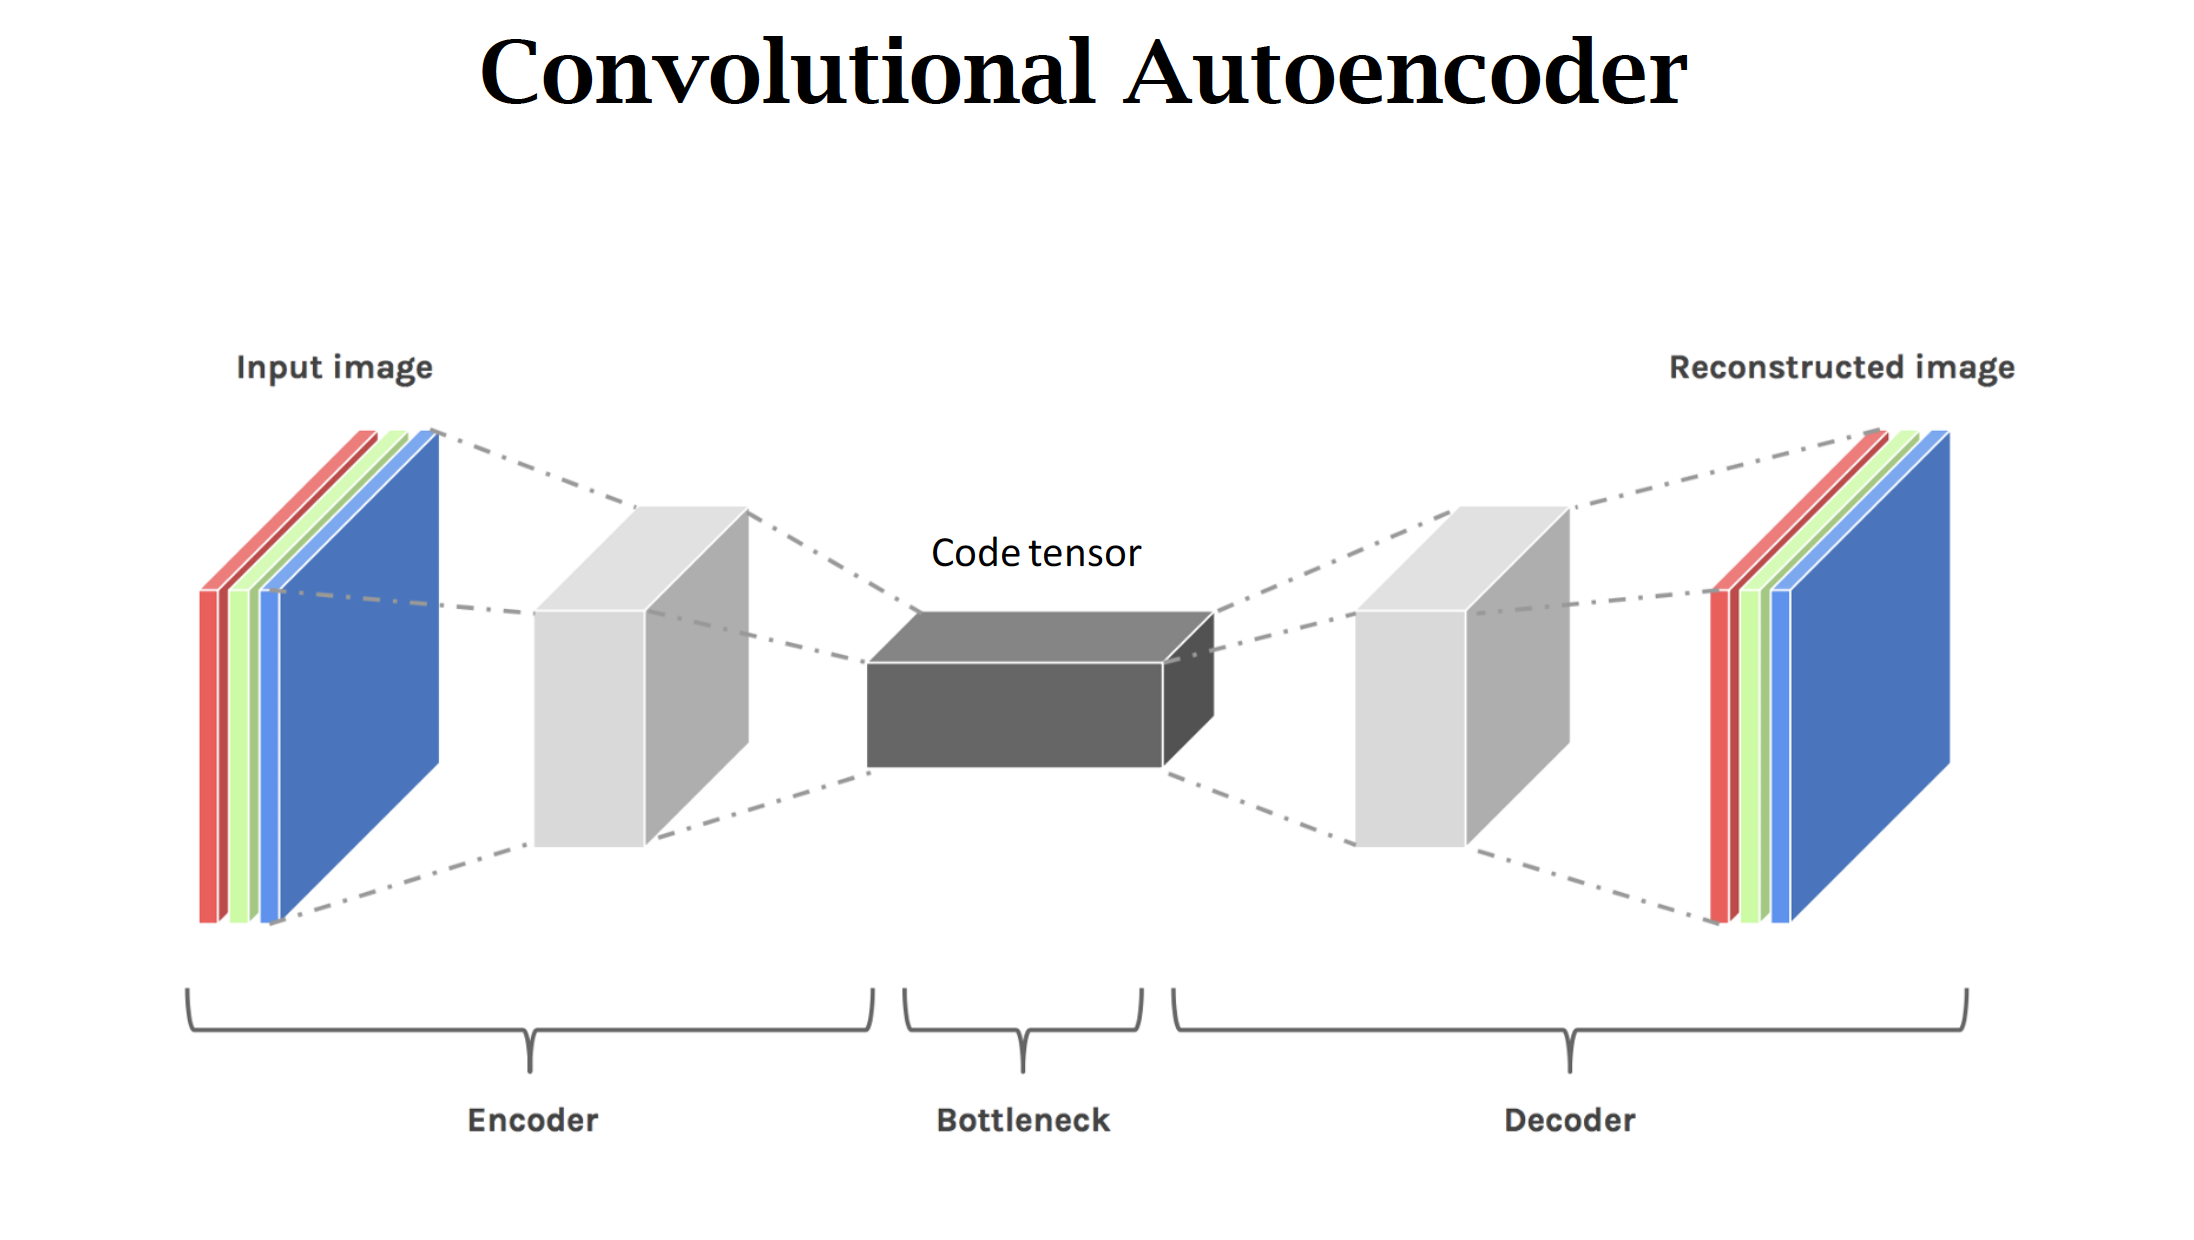 Convolutional Autoencoder
Input image
Reconstructed image
Code tensor
Encoder
Bottleneck
Decoder